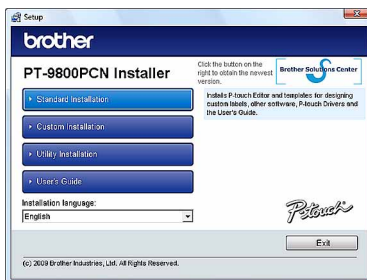 Setup
brother
PT-9800PCN Installer
Click the button on the
right to obtain the newest
version.
Brother Solutions Center
Standard Installation
Installs P-touch Editor and templates for designing
custom labels, other software, P-touch Drivers and
the User's Guide.
Custom Installation
Utility Installation
User's Guide
Installation language:
English
P-touch
Exit
(c) 2009 Brother Industries, Ltd. All Rights Reserved.